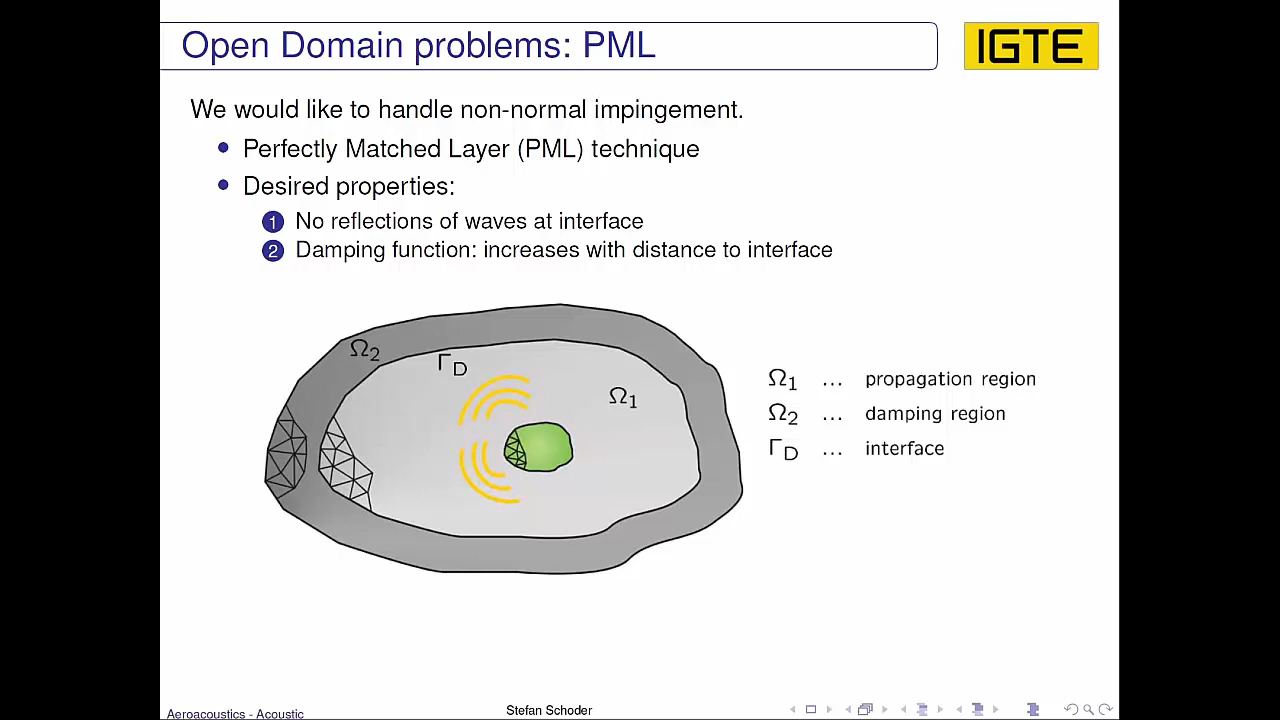 Open Domain problems: PML
IGTE
We would like to handle non-normal impingement.
• Perfectly Matched Layer (PML) technique
• Desired properties:
1 No reflections of waves at interface
2 Damping function: increases with distance to interface
Ω2
ΓD
Ω1
Ω1 ... propagation region
Ω2 ... damping region
ΓD ... interface
Aeroacoustics - Acoustic
Stefan Schoder